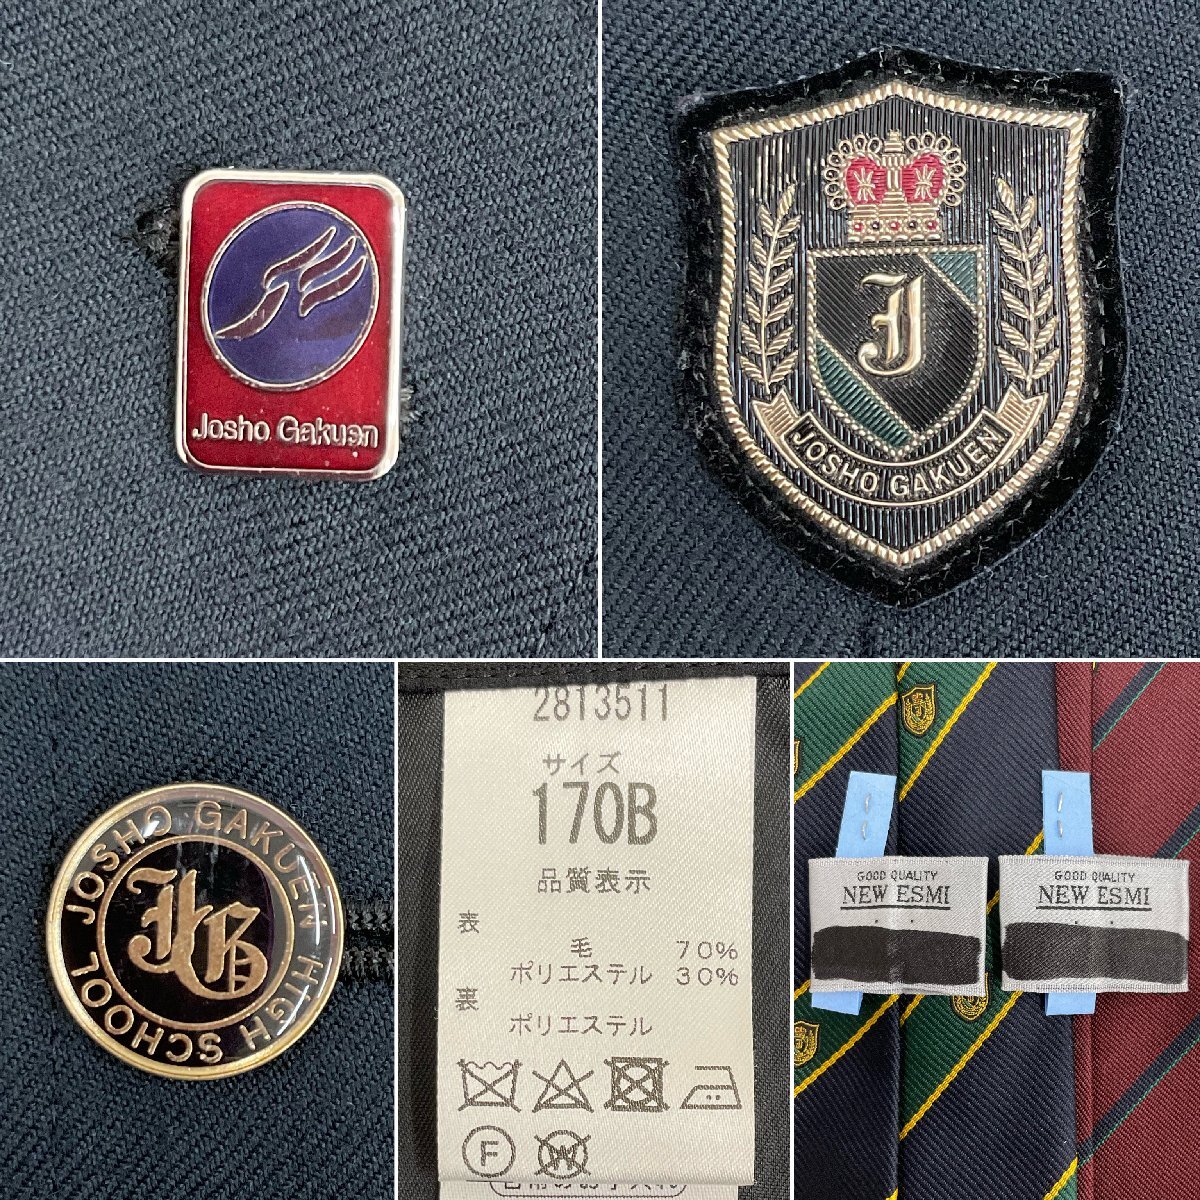 Josho Gakuen
J
JOSHO GAKUEN
JOSHO GAKUEN HIGH SCHOOL
2813511
サイズ
170B
品質表示
表
毛 70%
ポリエステル 30%
裏
ポリエステル
F
W
GOOD QUALITY
NEW ESMI
GOOD QUALITY
NEW ESMI